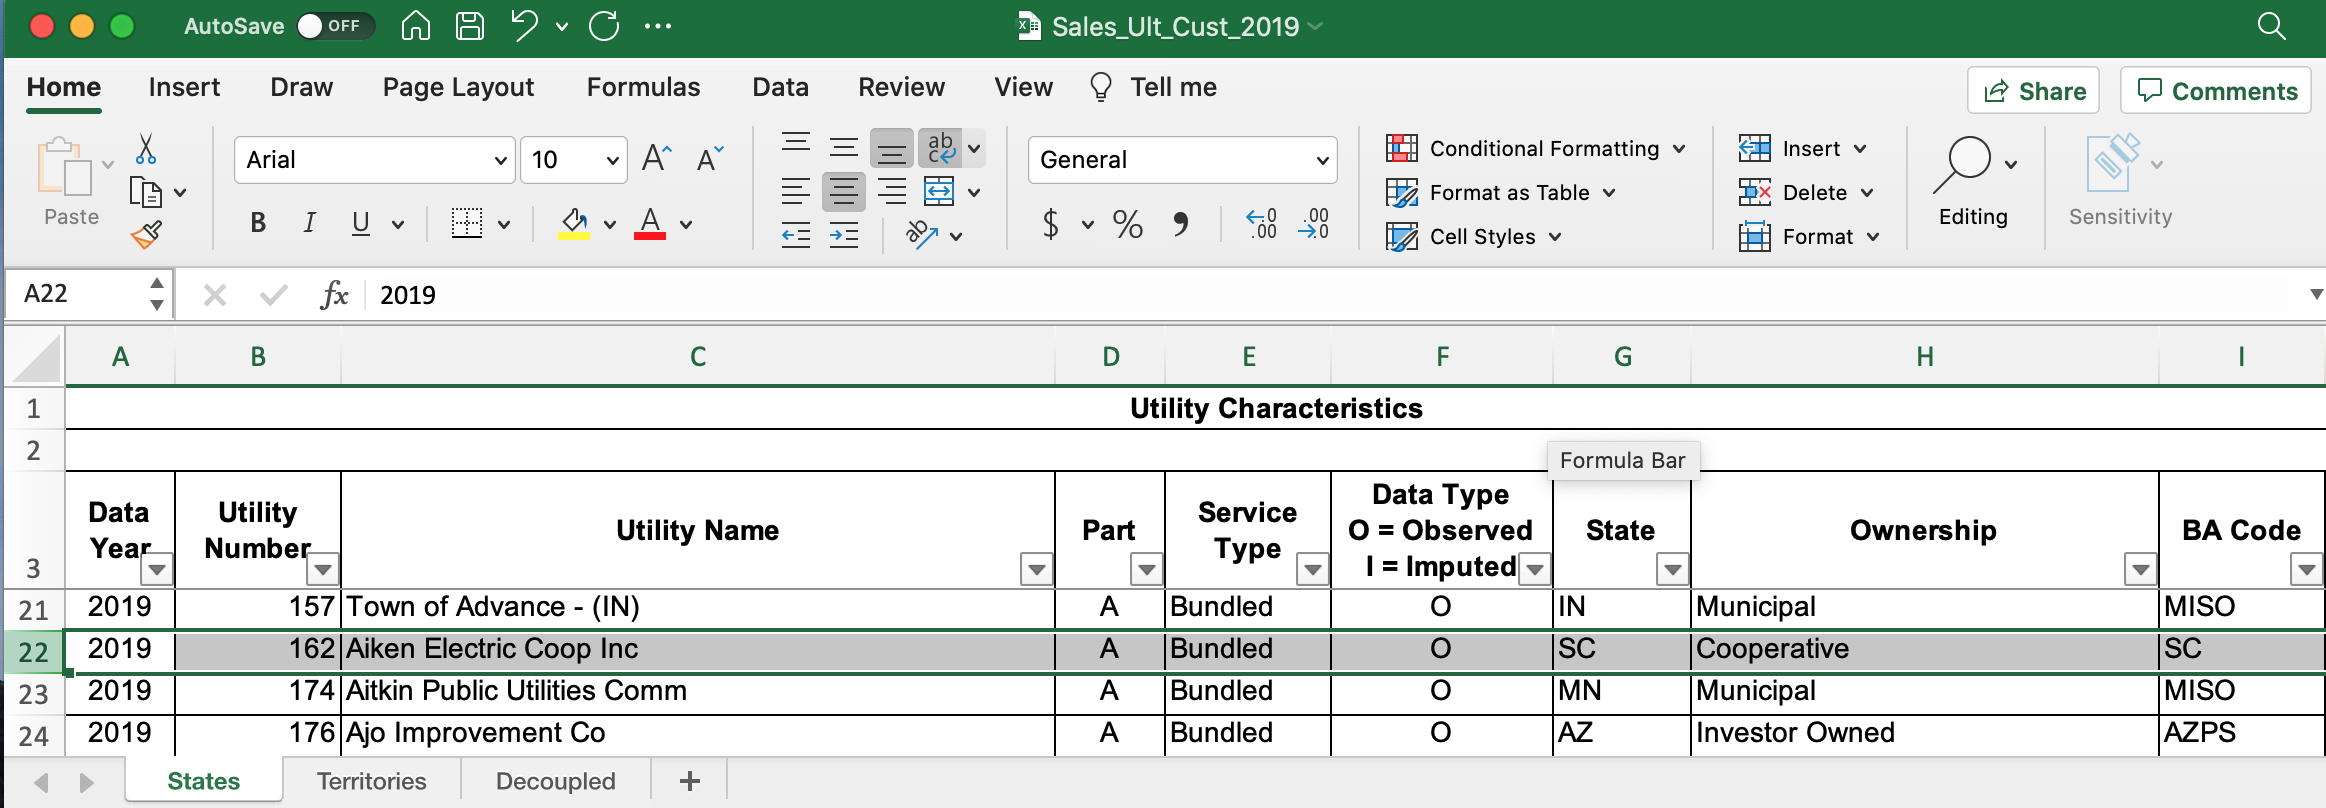 AutoSave OFF Sales_Ult_Cust_2019
Home Insert Draw Page Layout Formulas Data Review View Tell me Share Comments
Paste Arial 10 General Conditional Formatting Insert
Format as Table Delete
Cell Styles Format
Editing Sensitivity
B I U A $ % ,
A22 fx 2019
A B C D E F G H I
1 Utility Characteristics
2
Formula Bar
3 Data Year Utility Number Utility Name Part Service Type Data Type O = Observed I = Imputed State Ownership BA Code
21 2019 157 Town of Advance - (IN) A Bundled O IN Municipal MISO
22 2019 162 Aiken Electric Coop Inc A Bundled O SC Cooperative SC
23 2019 174 Aitkin Public Utilities Comm A Bundled O MN Municipal MISO
24 2019 176 Ajo Improvement Co A Bundled O AZ Investor Owned AZPS
States Territories Decoupled +